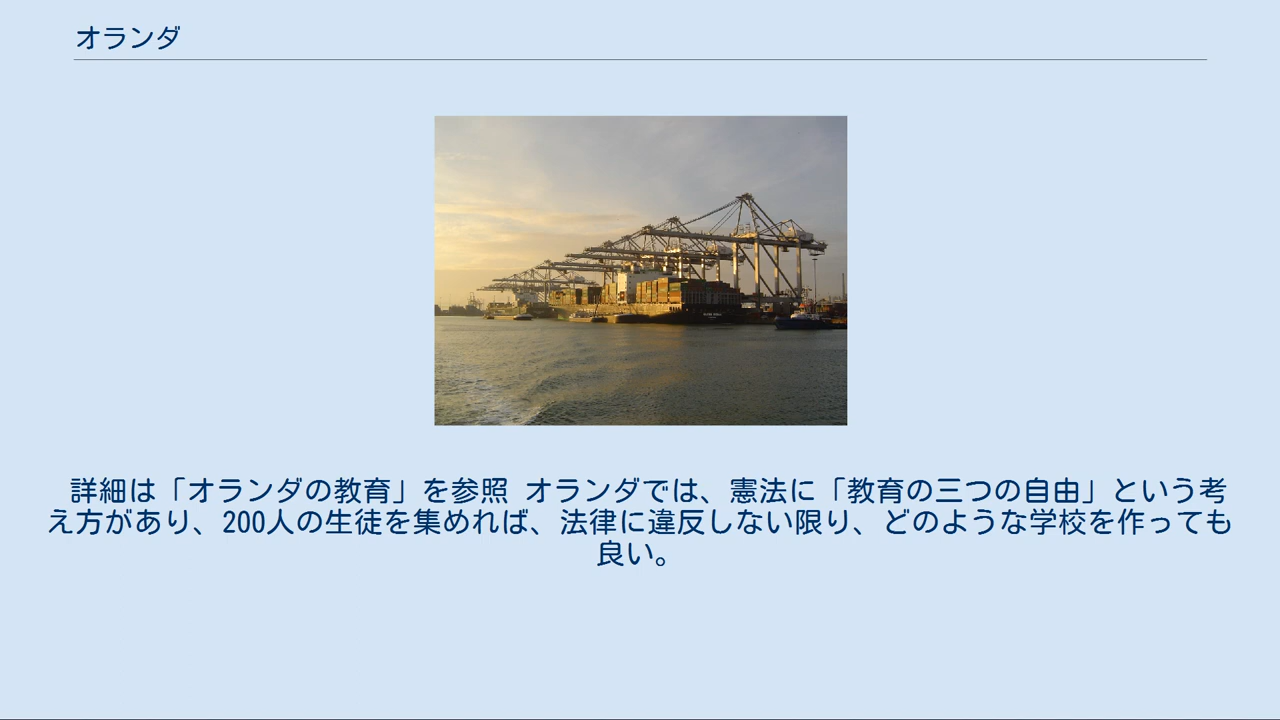 オランダ
詳細は「オランダの教育」を参照 オランダでは、憲法に「教育の三つの自由」という考
え方があり、200人の生徒を集めれば、法律に違反しない限り、どのような学校を作っても
良い。